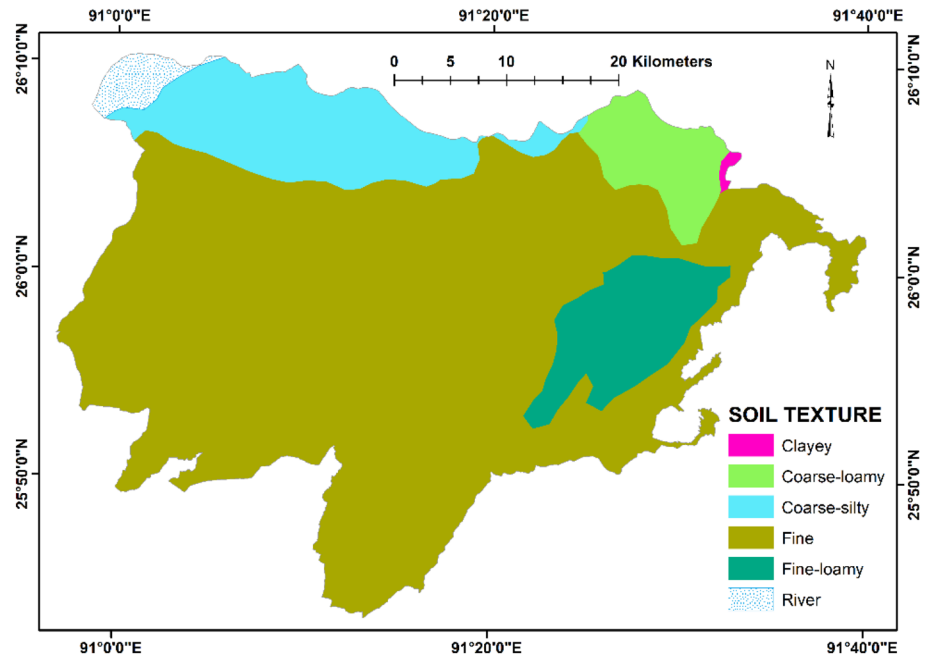 91°0'0"E 91°20'0"E 91°40'0"E
26°10'0"N
26°10'0"N
0 5 10 20 Kilometers
N
26°0'0"N
26°0'0"N
25°50'0"N
25°50'0"N
SOIL TEXTURE
Clayey
Coarse-loamy
Coarse-silty
Fine
Fine-loamy
River
91°0'0"E 91°20'0"E 91°40'0"E